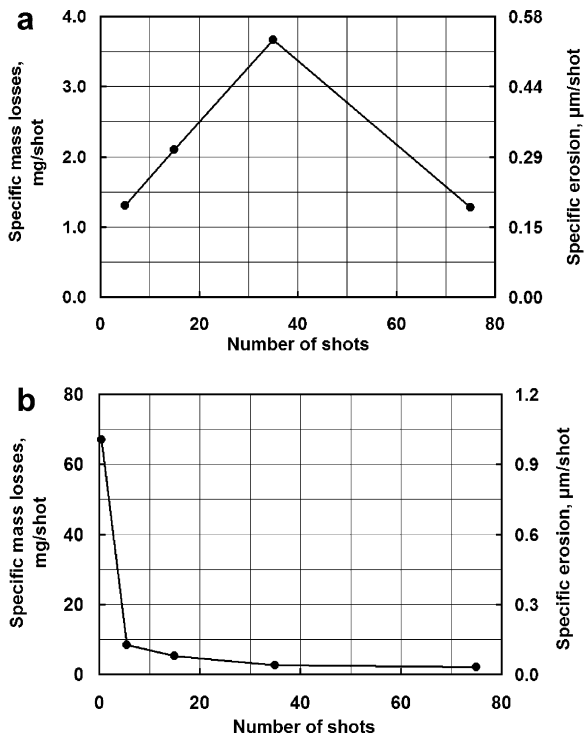 a
Specific mass losses,
mg/shot
4.0
3.0
2.0
1.0
0.0
0.58
0.44
0.29
0.15
0.00
Specific erosion, µm/shot
0 20 40 60 80
Number of shots
b
Specific mass losses,
mg/shot
80
60
40
20
0
1.2
0.9
0.6
0.3
0.0
Specific erosion, µm/shot
0 20 40 60 80
Number of shots